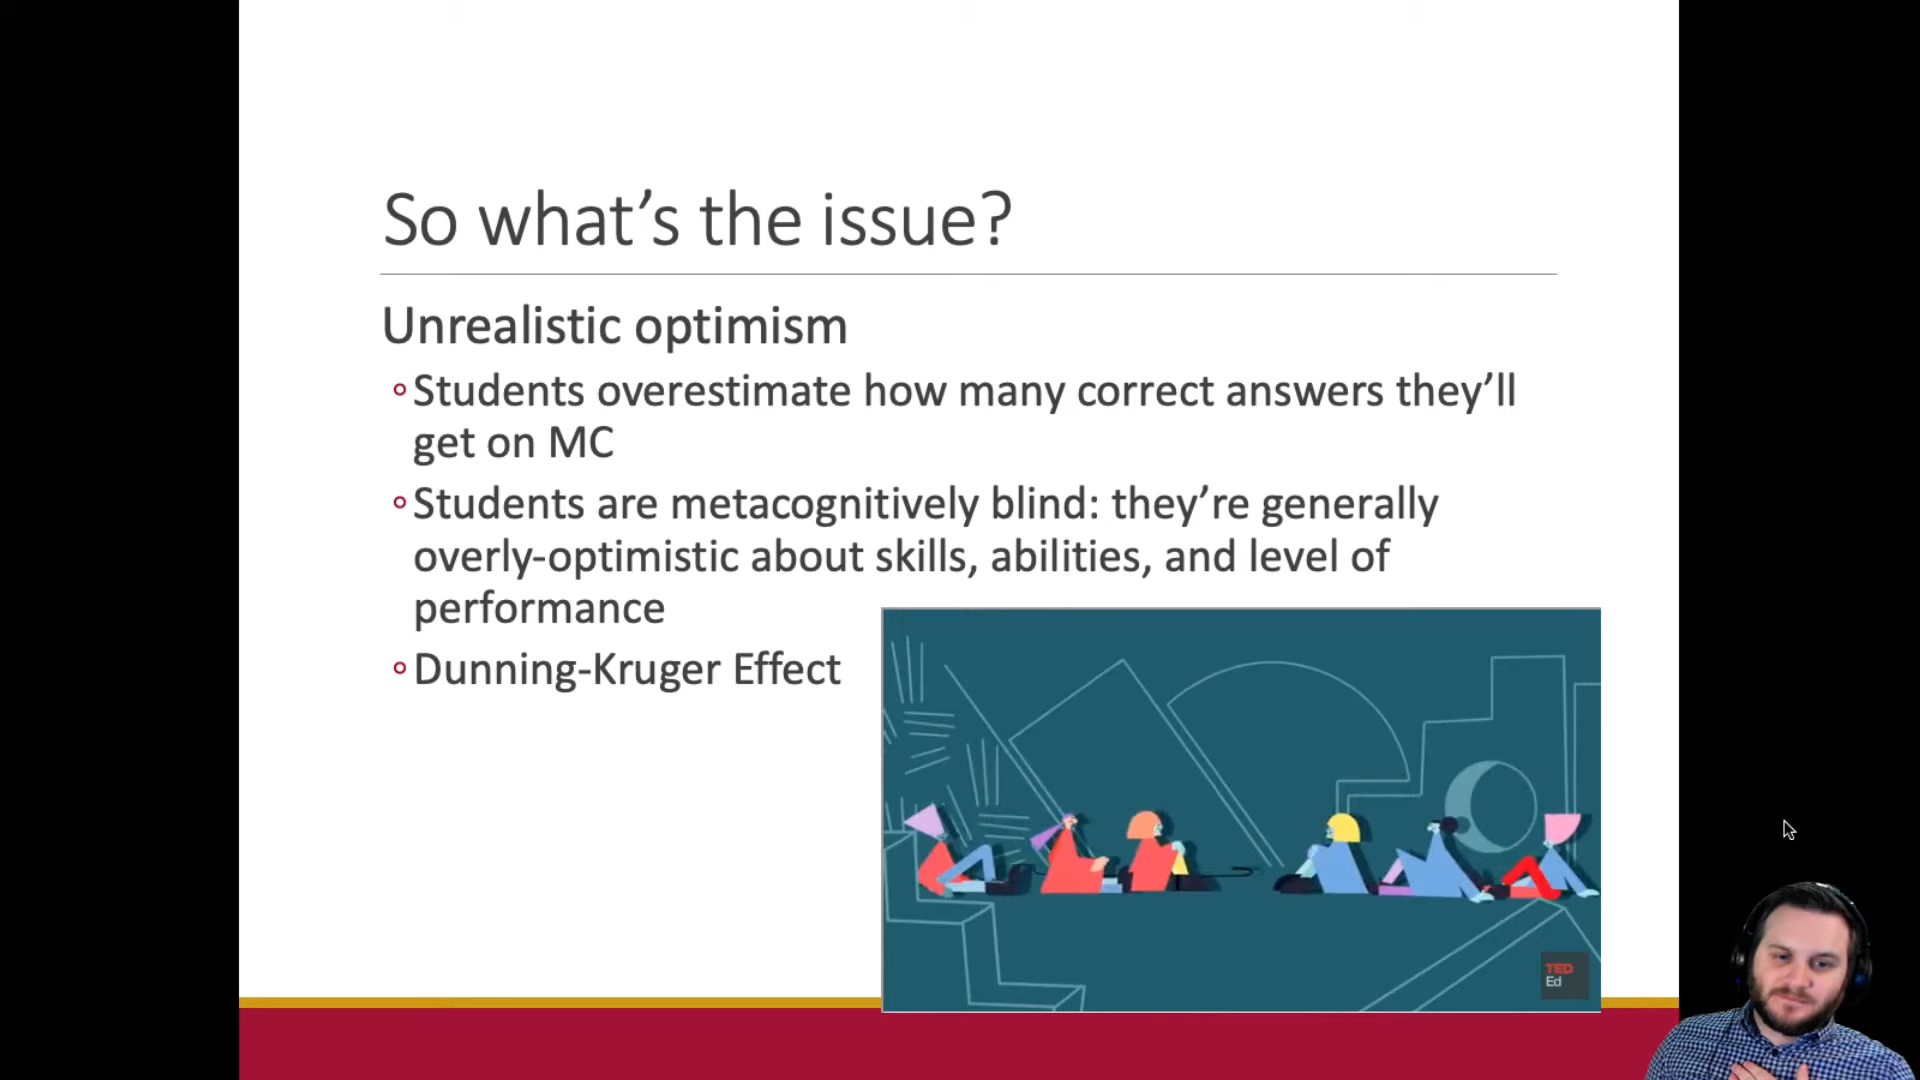 So what’s the issue?
Unrealistic optimism
◦Students overestimate how many correct answers they’ll
get on MC
◦Students are metacognitively blind: they’re generally
overly-optimistic about skills, abilities, and level of
performance
◦Dunning-Kruger Effect
TED
Ed